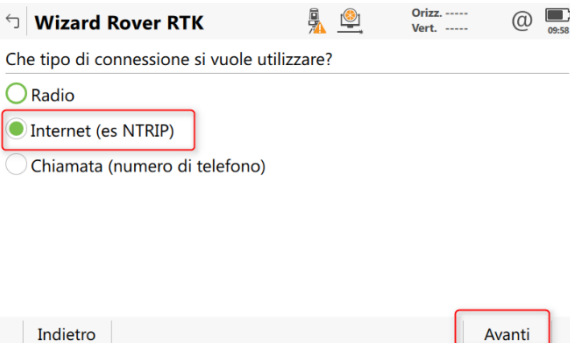 Wizard Rover RTK
Orizz. -----
Vert. -----
@
09:58
Che tipo di connessione si vuole utilizzare?
Radio
Internet (es NTRIP)
Chiamata (numero di telefono)
Indietro
Avanti